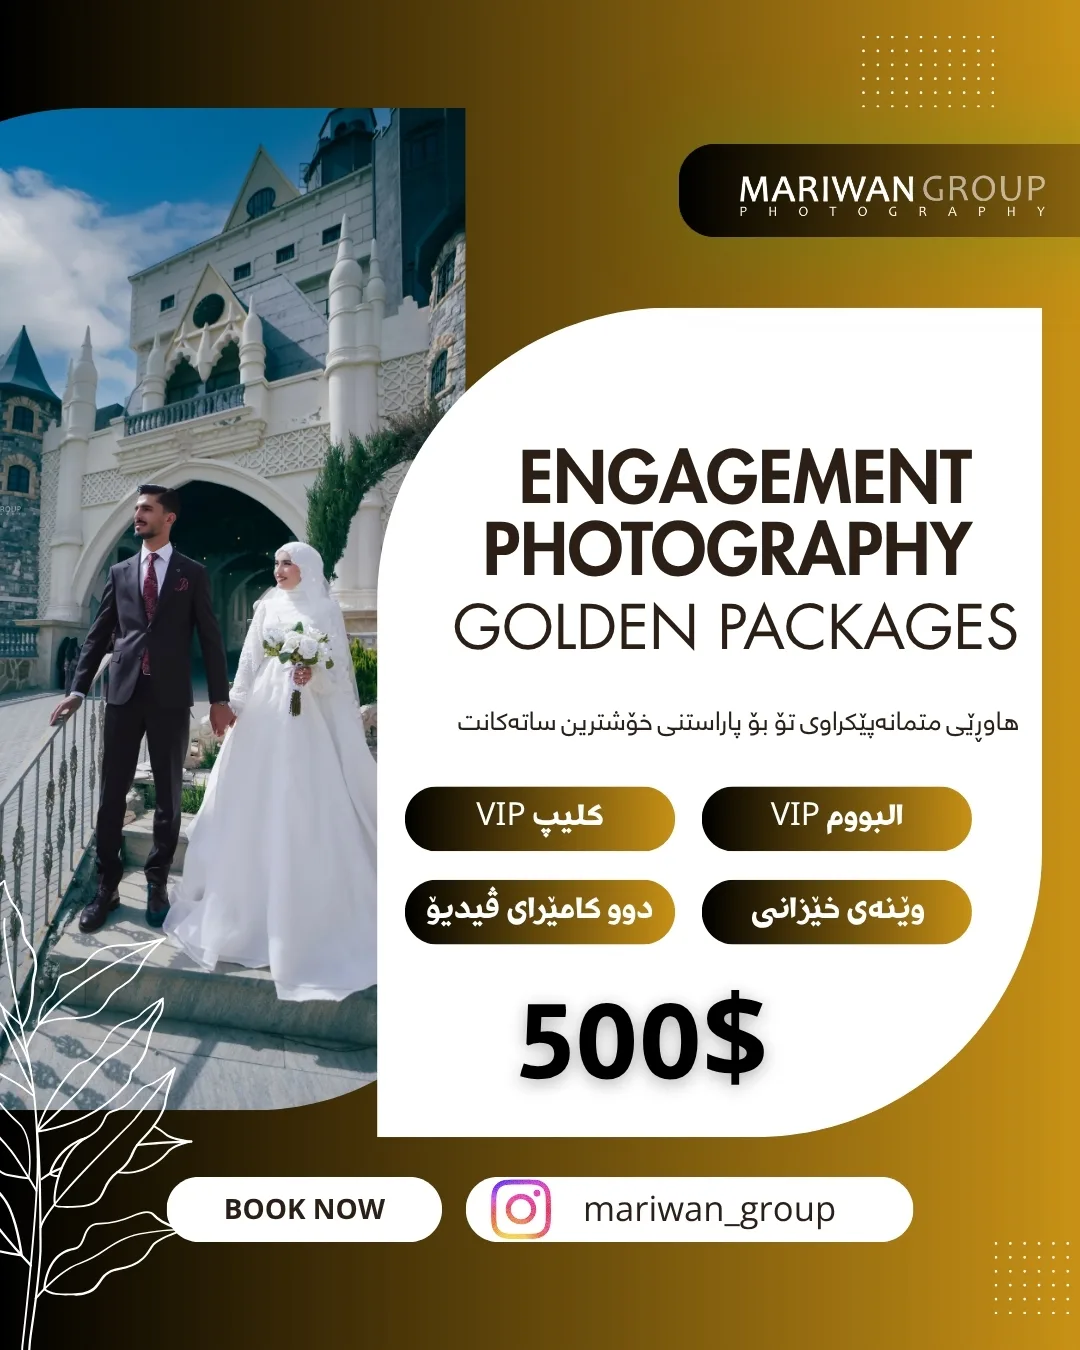 MARIWAN GROUP
PHOTOGRAPHY
ENGAGEMENT
PHOTOGRAPHY
GOLDEN PACKAGES
هاوڕێی متمانەپێکراوی تۆ بۆ پاراستنی خۆشترین ساتەکانت
البووم VIP
کلیپ VIP
وێنەی خێزانی
دوو کامێرای ڤیدیۆ
500$
BOOK NOW
mariwan_group